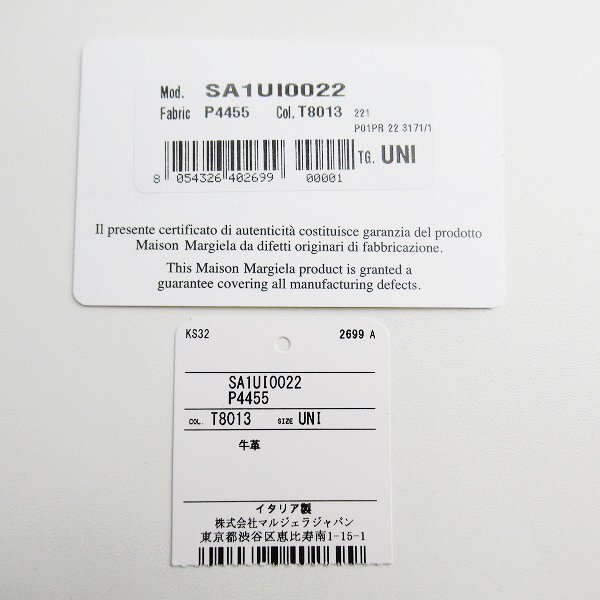 Mod. SA1UI0022
Fabric P4455 Col. T8013 221
P01PR 22 3171/1
TG. UNI
8 054326 402699 00001
Il presente certificato di autenticità costituisce garanzia del prodotto
Maison Margiela da difetti originari di fabbricazione.
This Maison Margiela product is granted a
guarantee covering all manufacturing defects.
KS32 2699 A
SA1UI0022
P4455
COL. T8013 SIZE UNI
牛革
イタリア製
株式会社マルジェラジャパン
東京都渋谷区恵比寿南1-15-1